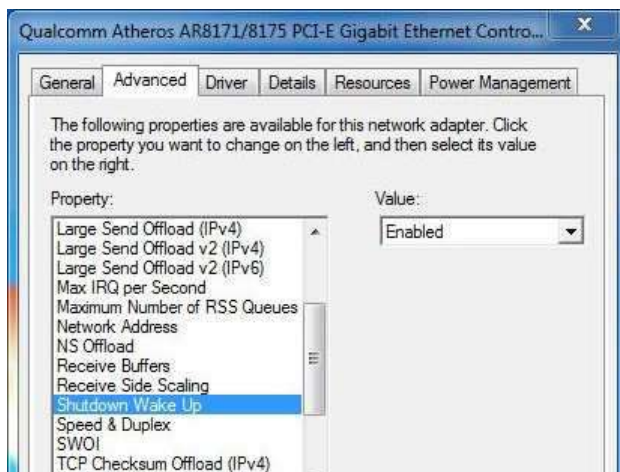 Qualcomm Atheros AR8171/8175 PCI-E Gigabit Ethernet Contro...
General Advanced Driver Details Resources Power Management
The following properties are available for this network adapter. Click
the property you want to change on the left, and then select its value
on the right.
Property: Value:
Large Send Offload (IPv4) Enabled
Large Send Offload v2 (IPv4)
Large Send Offload v2 (IPv6)
Max IRQ per Second
Maximum Number of RSS Queues
Network Address
NS Offload
Receive Buffers
Receive Side Scaling
Shutdown Wake Up
Speed & Duplex
SWOI
TCP Checksum Offload (IPv4)